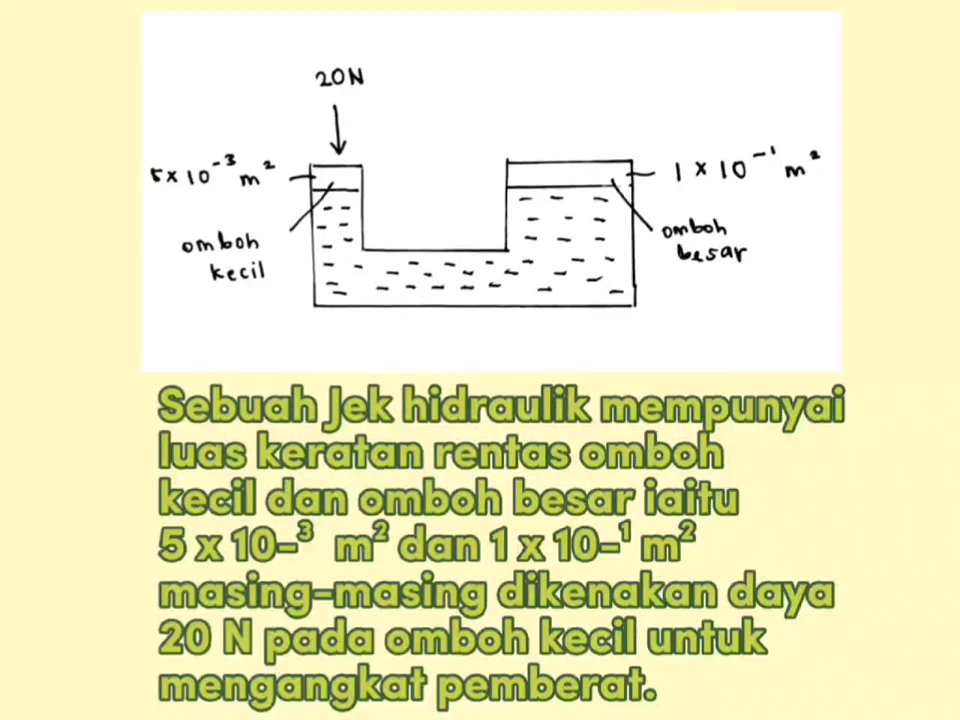 20N
5 x 10⁻³ m²
1 x 10⁻¹ m²
omboh
kecil
omboh
besar
Sebuah Jek hidraulik mempunyai
luas keratan rentas omboh
kecil dan omboh besar iaitu
5 x 10-³ m² dan 1 x 10-¹ m²
masing-masing dikenakan daya
20 N pada omboh kecil untuk
mengangkat pemberat.